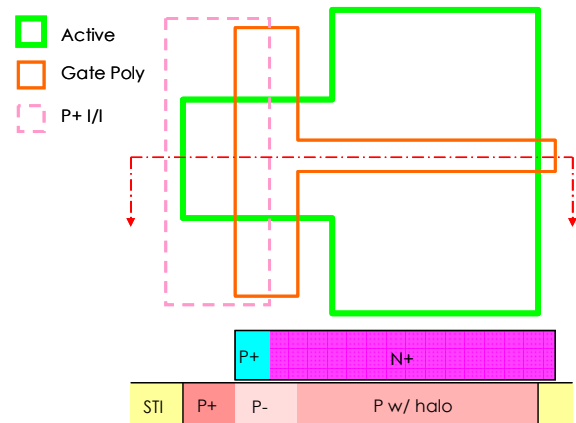 Active
Gate Poly
P+ I/I
P+
N+
STI
P+
P-
P w/ halo